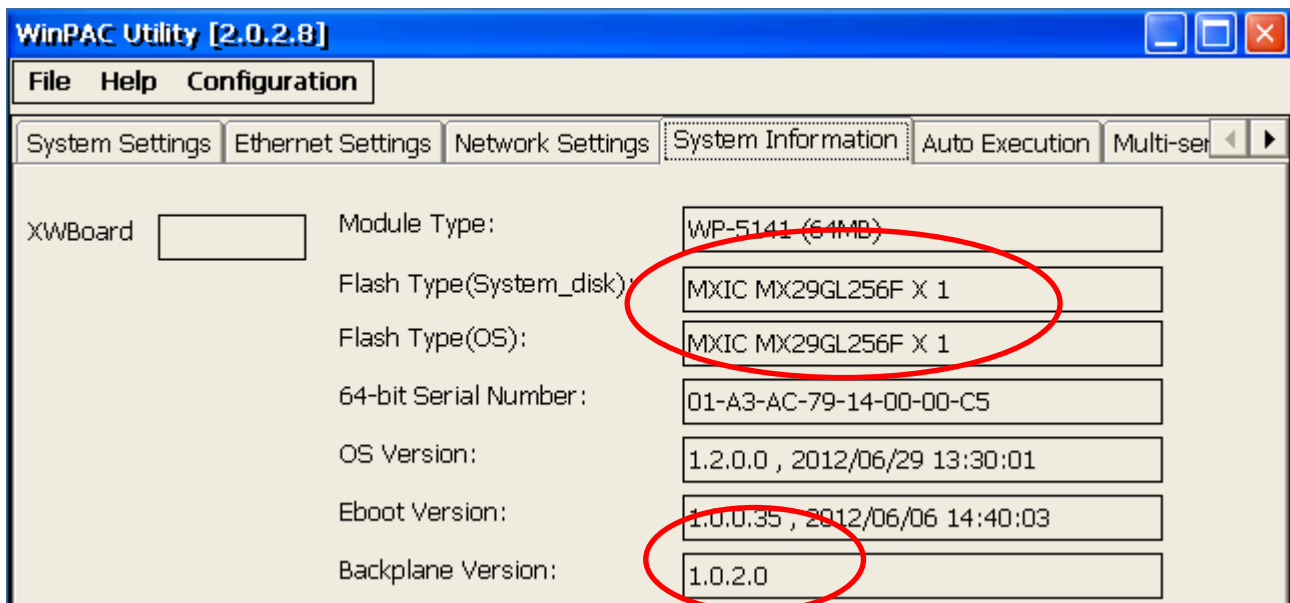 WinPAC Utility [2.0.2.8]
File Help Configuration
System Settings Ethernet Settings Network Settings System Information Auto Execution Multi-ser
XWBoard
Module Type: WP-5141 (64MB)
Flash Type(System_disk): MXIC MX29GL256F X 1
Flash Type(OS): MXIC MX29GL256F X 1
64-bit Serial Number: 01-A3-AC-79-14-00-00-C5
OS Version: 1.2.0.0 , 2012/06/29 13:30:01
Eboot Version: 1.0.0.35 , 2012/06/06 14:40:03
Backplane Version: 1.0.2.0